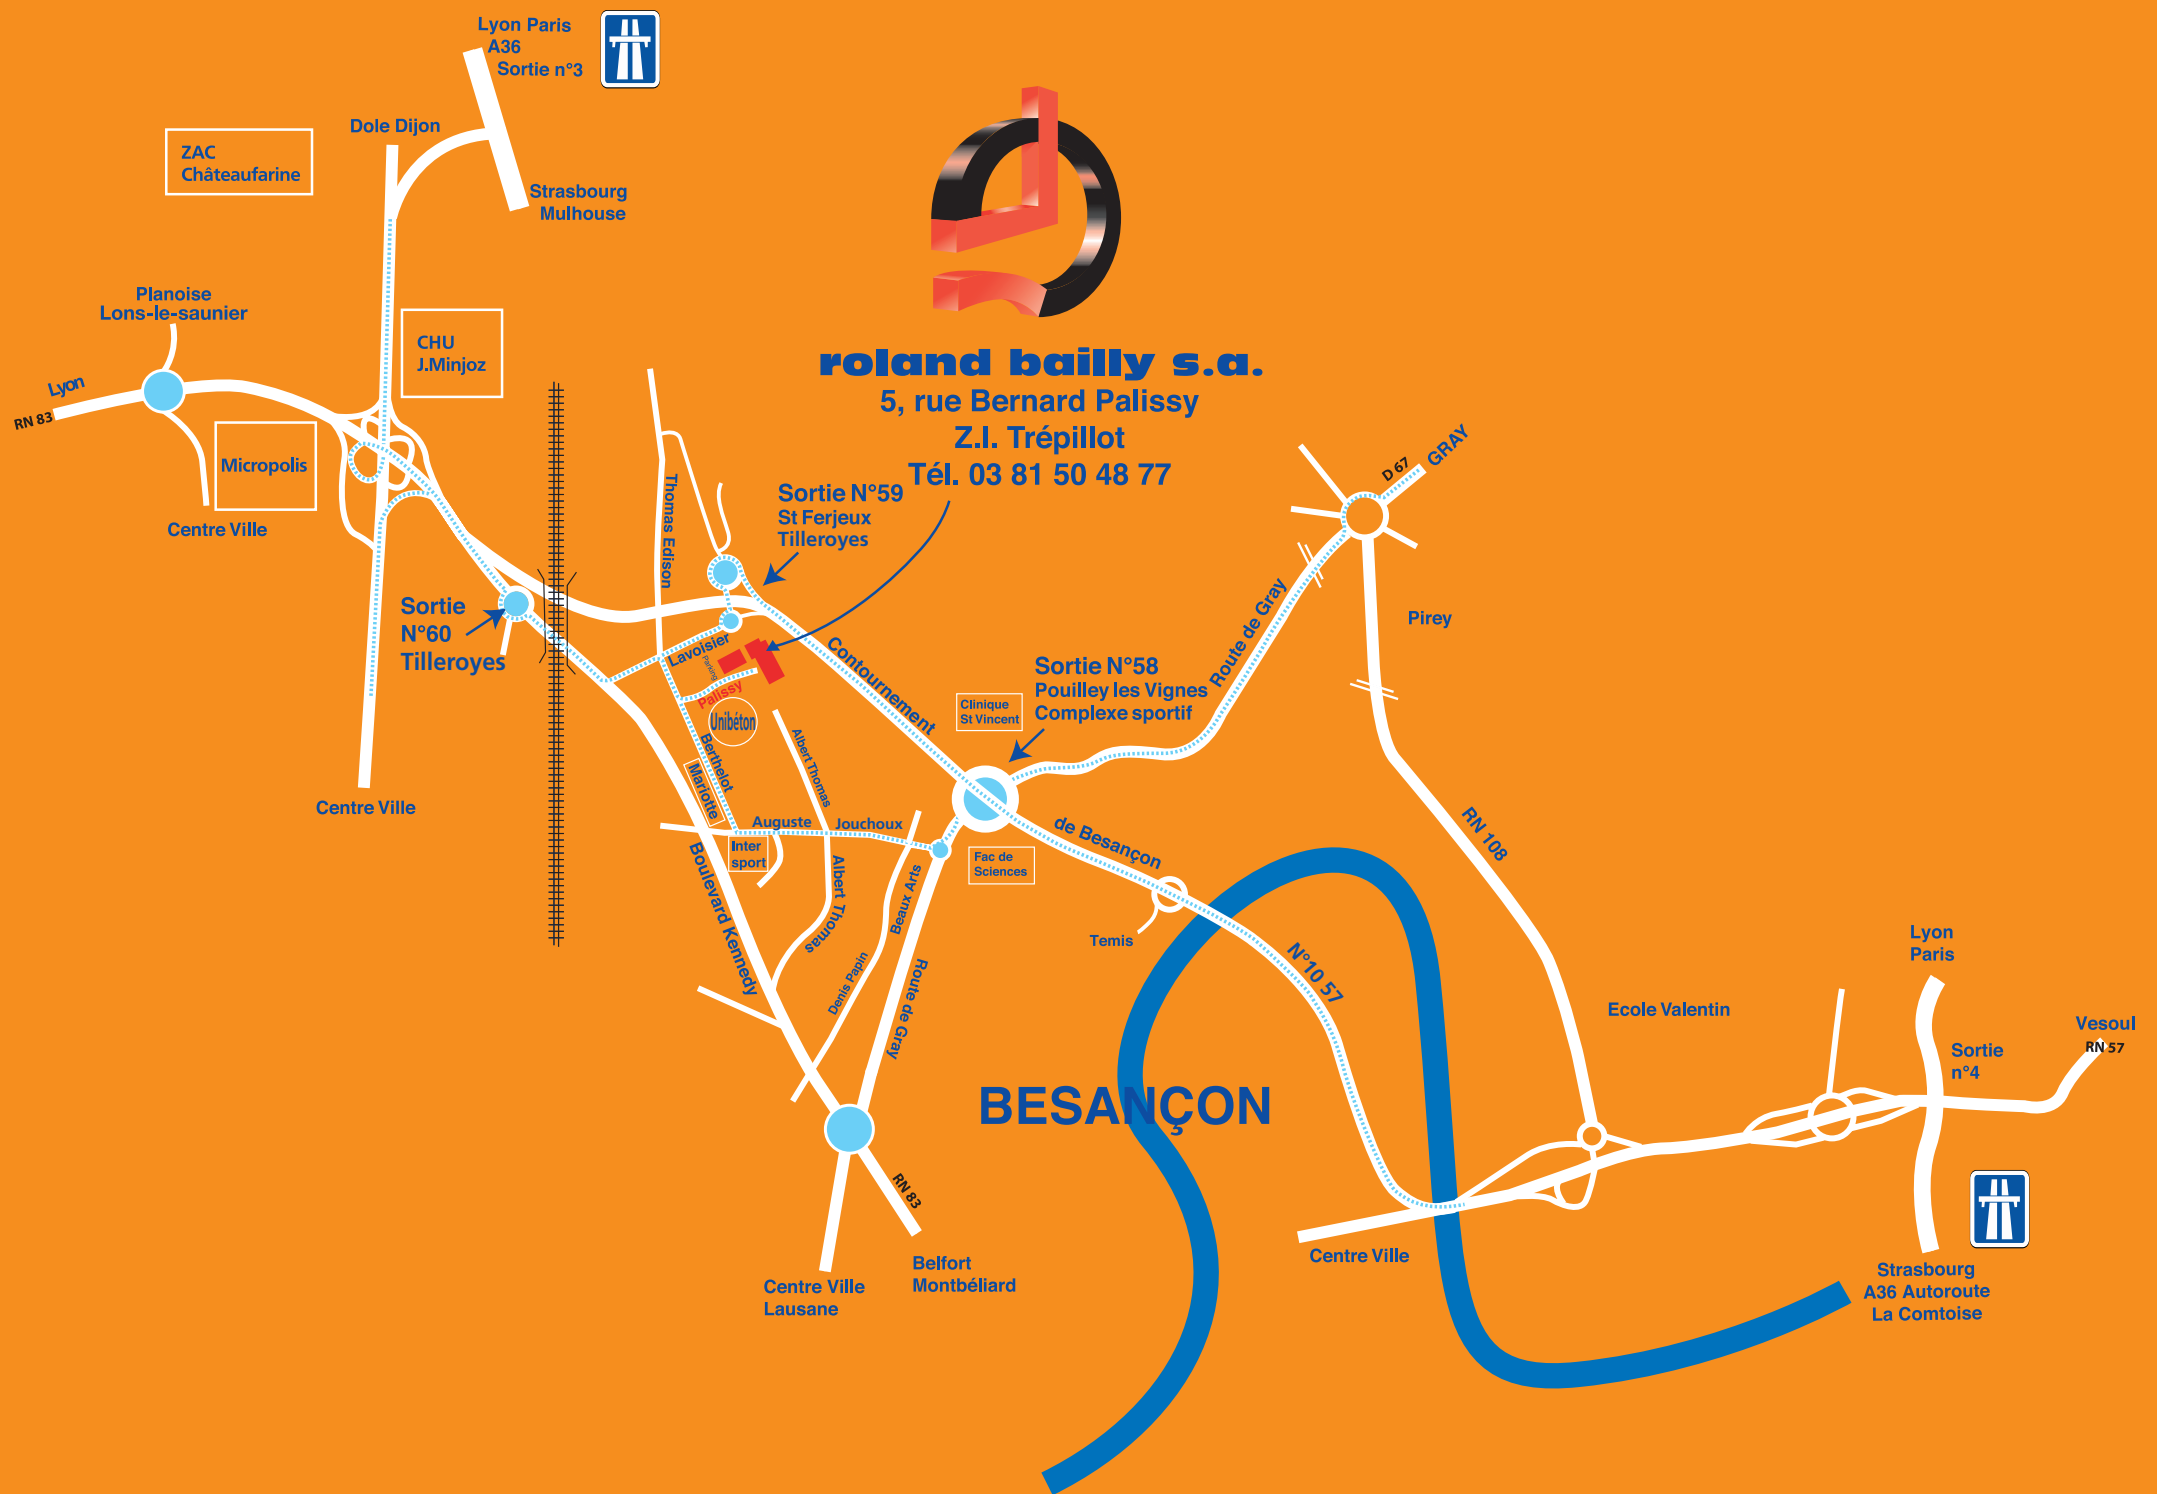 Lyon Paris
A36
Sortie n°3
Dole Dijon
ZAC
Châteaufarine
Strasbourg
Mulhouse
Planoise
Lons-le-saunier
CHU
J.Minjoz
Lyon
RN 83
Micropolis
Centre Ville
roland bailly s.a.
5, rue Bernard Palissy
Z.I. Trépillot
Tél. 03 81 50 48 77
Sortie N°59
St Ferjeux
Tilleroyes
Thomas Edison
D 67
GRAY
Sortie
N°60
Tilleroyes
Lavoisier
Parking
Palissy
Unibéton
Contournement
Route de Gray
Pirey
Sortie N°58
Pouilley les Vignes
Complexe sportif
Clinique
St Vincent
Berthelot
Mariotte
Albert Thomas
Centre Ville
Auguste
Jouchoux
Inter
sport
Fac de
Sciences
de Besançon
RN 108
Boulevard Kennedy
Albert Thomas
Beaux Arts
Denis Papin
Route de Gray
Temis
N°10 57
Lyon
Paris
Ecole Valentin
Vesoul
RN 57
Sortie
n°4
BESANÇON
RN 83
Belfort
Montbéliard
Centre Ville
Lausane
Centre Ville
Strasbourg
A36 Autoroute
La Comtoise